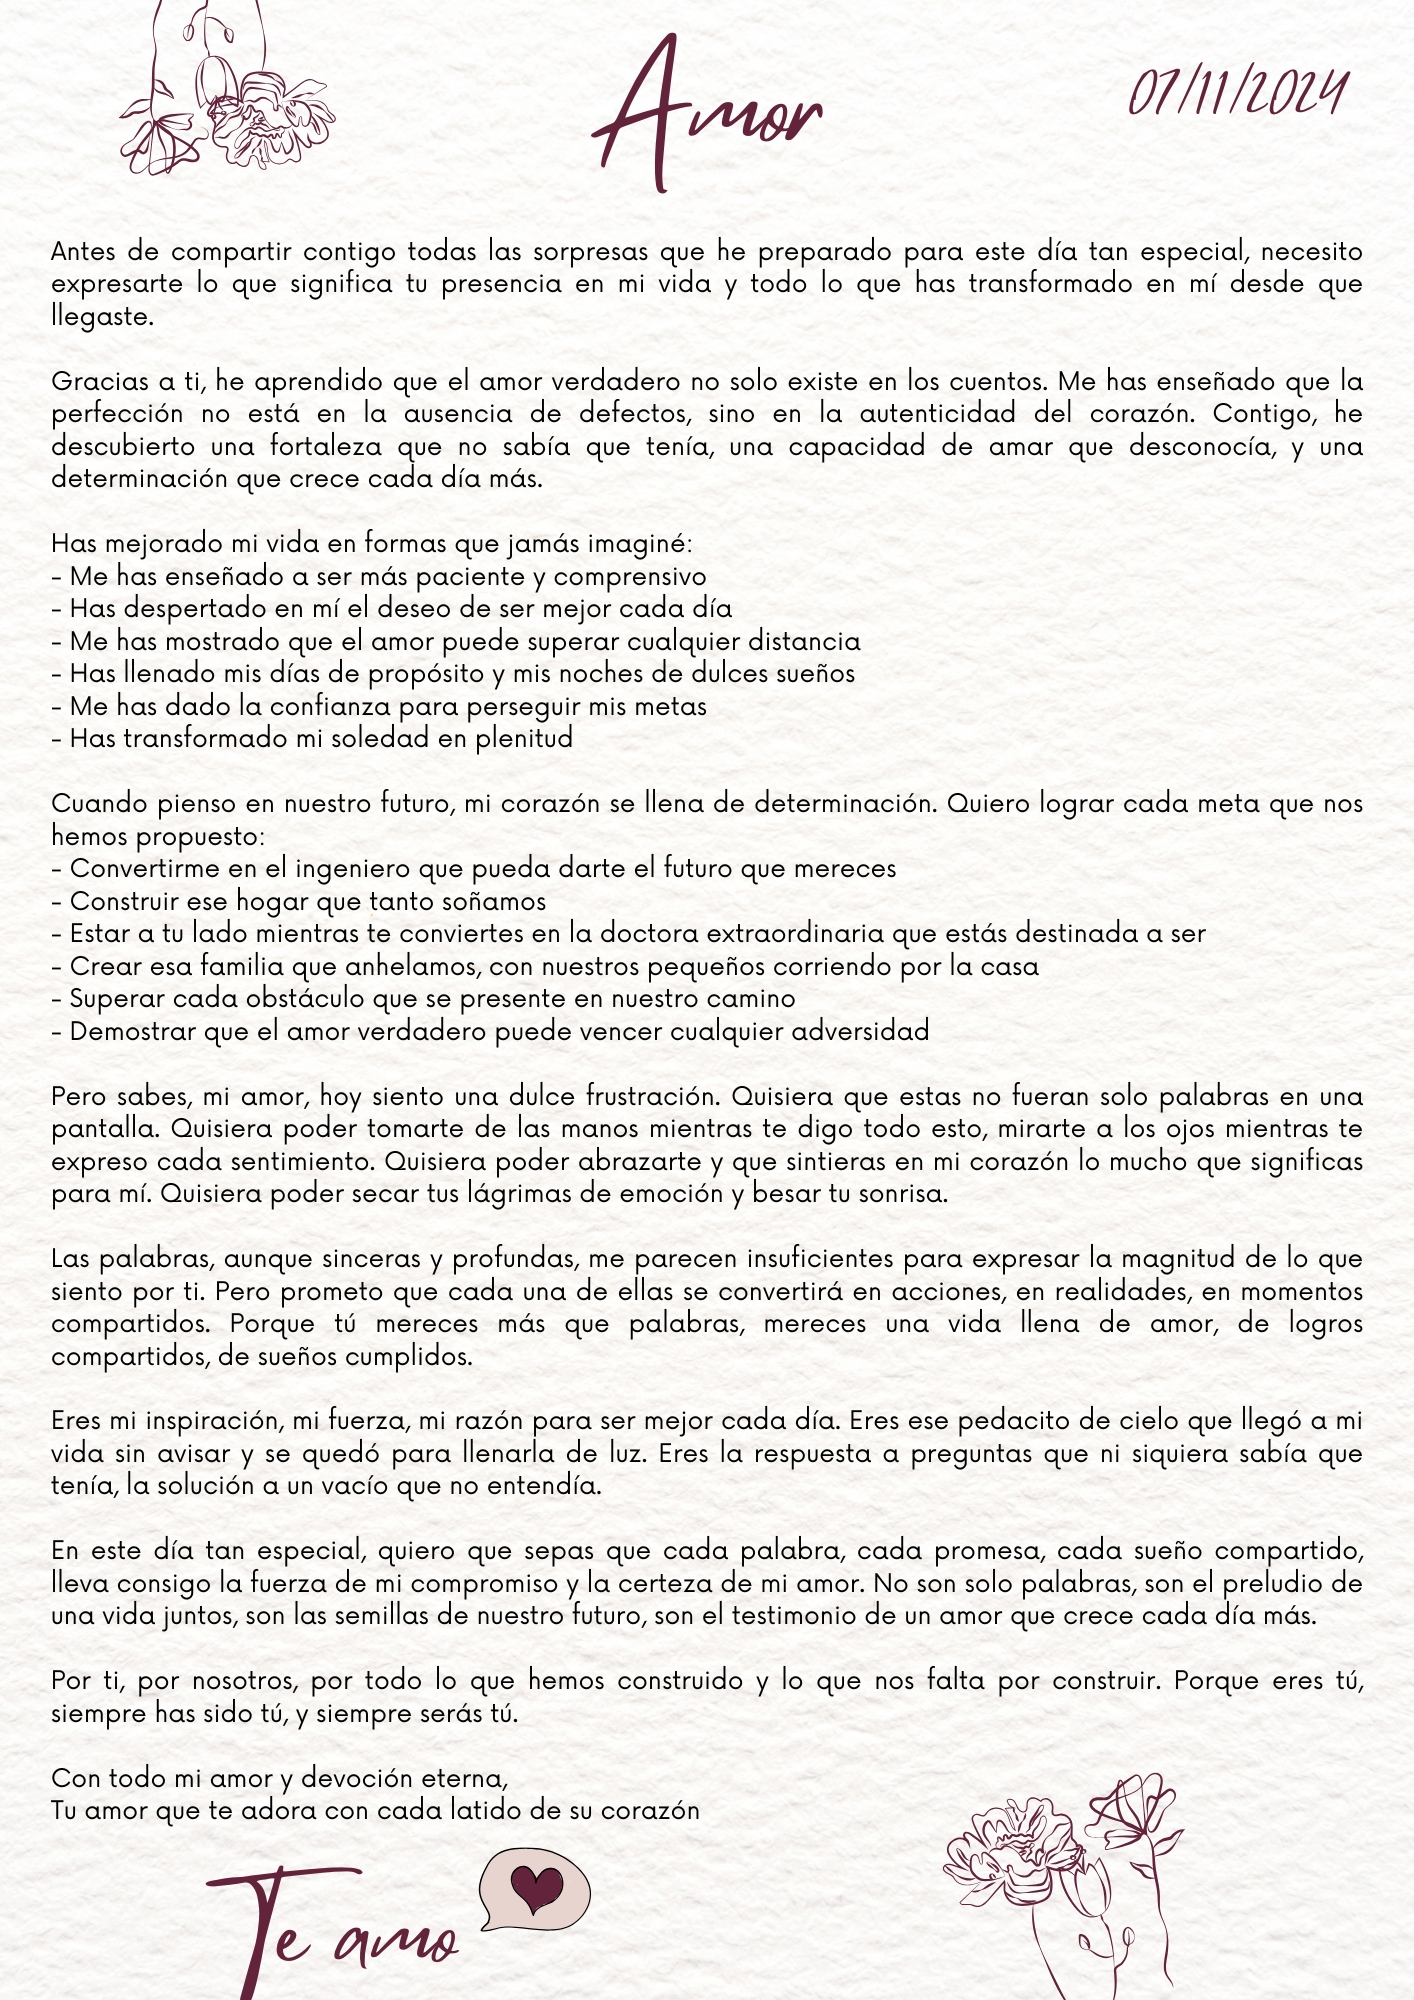 Amor
07/11/2024
Antes de compartir contigo todas las sorpresas que he preparado para este día tan especial, necesito
expresarte lo que significa tu presencia en mi vida y todo lo que has transformado en mí desde que
llegaste.
Gracias a ti, he aprendido que el amor verdadero no solo existe en los cuentos. Me has enseñado que la
perfección no está en la ausencia de defectos, sino en la autenticidad del corazón. Contigo, he
descubierto una fortaleza que no sabía que tenía, una capacidad de amar que desconocía, y una
determinación que crece cada día más.
Has mejorado mi vida en formas que jamás imaginé:
- Me has enseñado a ser más paciente y comprensivo
- Has despertado en mí el deseo de ser mejor cada día
- Me has mostrado que el amor puede superar cualquier distancia
- Has llenado mis días de propósito y mis noches de dulces sueños
- Me has dado la confianza para perseguir mis metas
- Has transformado mi soledad en plenitud
Cuando pienso en nuestro futuro, mi corazón se llena de determinación. Quiero lograr cada meta que nos
hemos propuesto:
- Convertirme en el ingeniero que pueda darte el futuro que mereces
- Construir ese hogar que tanto soñamos
- Estar a tu lado mientras te conviertes en la doctora extraordinaria que estás destinada a ser
- Crear esa familia que anhelamos, con nuestros pequeños corriendo por la casa
- Superar cada obstáculo que se presente en nuestro camino
- Demostrar que el amor verdadero puede vencer cualquier adversidad
Pero sabes, mi amor, hoy siento una dulce frustración. Quisiera que estas no fueran solo palabras en una
pantalla. Quisiera poder tomarte de las manos mientras te digo todo esto, mirarte a los ojos mientras te
expreso cada sentimiento. Quisiera poder abrazarte y que sintieras en mi corazón lo mucho que significas
para mí. Quisiera poder secar tus lágrimas de emoción y besar tu sonrisa.
Las palabras, aunque sinceras y profundas, me parecen insuficientes para expresar la magnitud de lo que
siento por ti. Pero prometo que cada una de ellas se convertirá en acciones, en realidades, en momentos
compartidos. Porque tú mereces más que palabras, mereces una vida llena de amor, de logros
compartidos, de sueños cumplidos.
Eres mi inspiración, mi fuerza, mi razón para ser mejor cada día. Eres ese pedacito de cielo que llegó a mi
vida sin avisar y se quedó para llenarla de luz. Eres la respuesta a preguntas que ni siquiera sabía que
tenía, la solución a un vacío que no entendía.
En este día tan especial, quiero que sepas que cada palabra, cada promesa, cada sueño compartido,
lleva consigo la fuerza de mi compromiso y la certeza de mi amor. No son solo palabras, son el preludio de
una vida juntos, son las semillas de nuestro futuro, son el testimonio de un amor que crece cada día más.
Por ti, por nosotros, por todo lo que hemos construido y lo que nos falta por construir. Porque eres tú,
siempre has sido tú, y siempre serás tú.
Con todo mi amor y devoción eterna,
Tu amor que te adora con cada latido de su corazón
Te amo